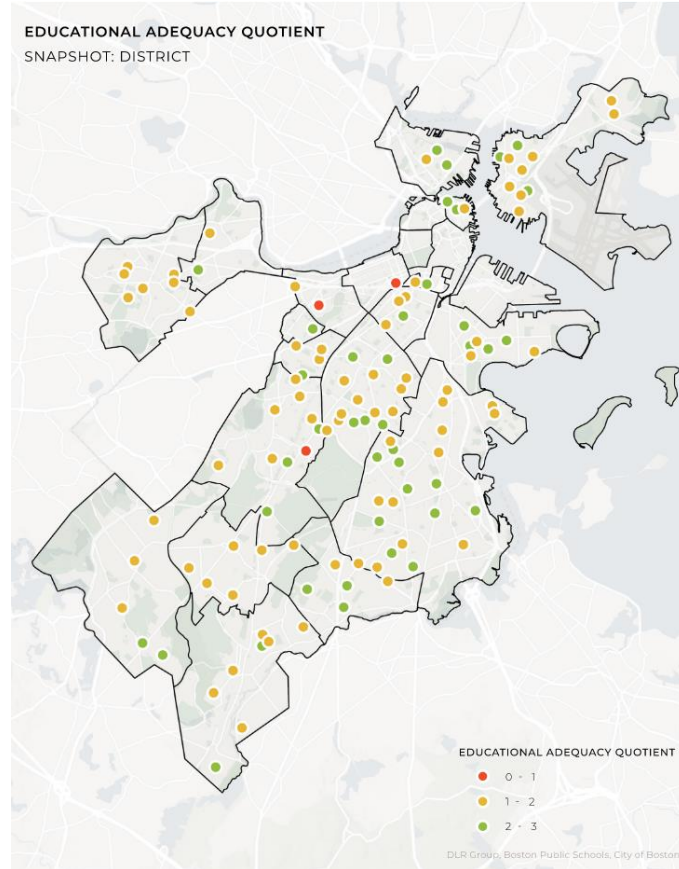 EDUCATIONAL ADEQUACY QUOTIENT
SNAPSHOT: DISTRICT
EDUCATIONAL ADEQUACY QUOTIENT
0 - 1
1 - 2
2 - 3
DLR Group, Boston Public Schools, City of Boston